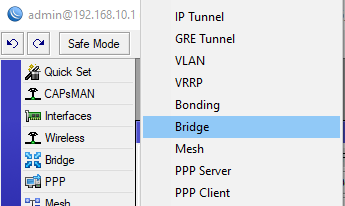 admin@192.168.10.1
Safe Mode
Quick Set
CAPsMAN
Interfaces
Wireless
Bridge
PPP
Mesh
IP Tunnel
GRE Tunnel
VLAN
VRRP
Bonding
Bridge
Mesh
PPP Server
PPP Client